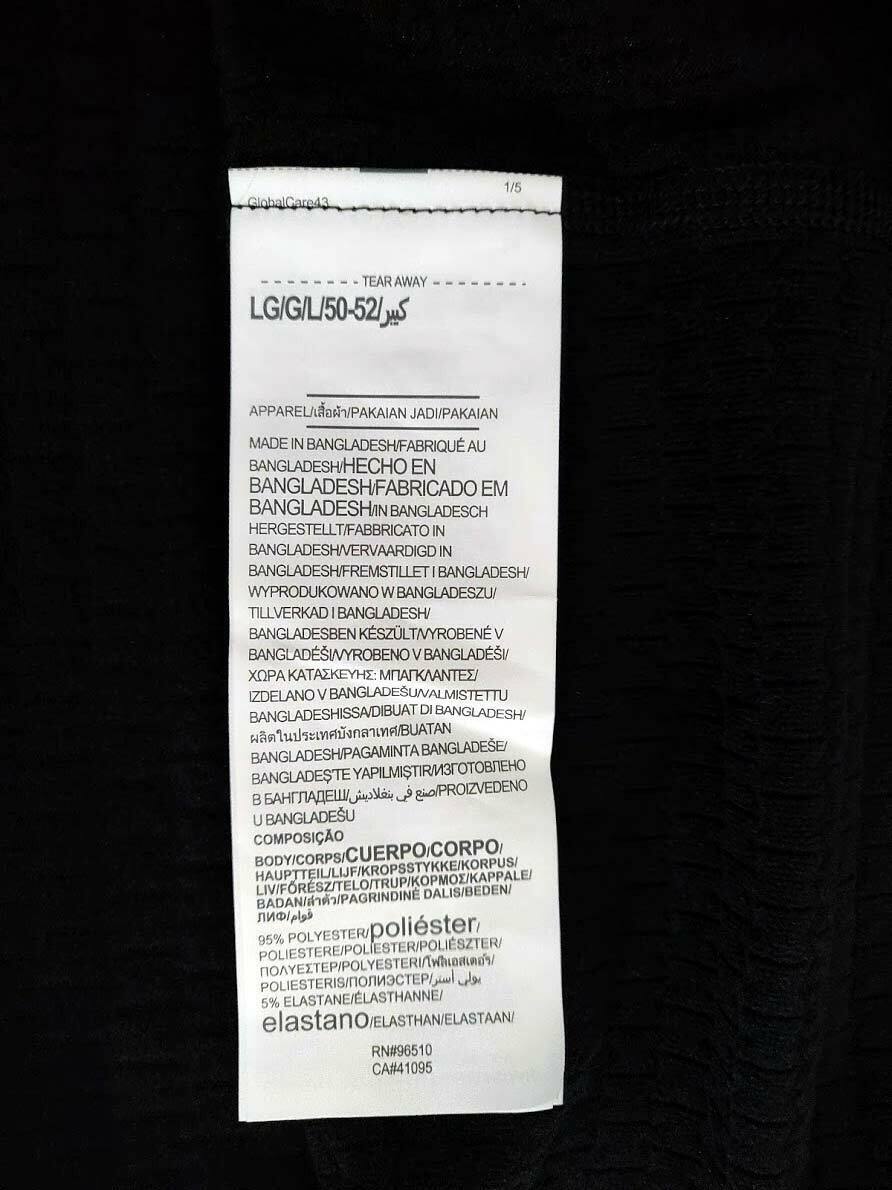 1/5
GlobalCare43
TEAR AWAY
LG/G/L/50-52/كبير
APPAREL/เสื้อผ้า/PAKAIAN JADI/PAKAIAN
MADE IN BANGLADESH/FABRIQUÉ AU
BANGLADESH/HECHO EN
BANGLADESH/FABRICADO EM
BANGLADESH/IN BANGLADESCH
HERGESTELLT/FABBRICATO IN
BANGLADESH/VERVAARDIGD IN
BANGLADESH/FREMSTILLET I BANGLADESH/
WYPRODUKOWANO W BANGLADESZU/
TILLVERKAD I BANGLADESH/
BANGLADESBEN KÉSZÜLT/VYROBENÉ V
BANGLADÉŠI/VYROBENO V BANGLADÉŠI/
ΧΩΡΑ ΚΑΤΑΣΚΕΥΗΣ: ΜΠΑΓΚΛΑΝΤΕΣ/
IZDELANO V BANGLADEŠU/VALMISTETTU
BANGLADESHISSA/DIBUAT DI BANGLADESH/
ผลิตในประเทศบังกลาเทศ/BUATAN
BANGLADESH/PAGAMINTA BANGLADEŠE/
BANGLADEŞ'TE YAPILMIŞTIR/ИЗГОТОВЛЕНО
В БАНГЛАДЕШ/صنع في بنغلاديش/PROIZVEDENO
U BANGLADEŠU
COMPOSIÇÃO
BODY/CORPS/CUERPO/CORPO/
HAUPTTEIL/LIJF/KROPSSTYKKE/KORPUS/
LIV/FŐRÉSZ/TELO/TRUP/ΚΟΡΜΟΣ/KAPPALE/
BADAN/ลำตัว/PAGRINDINĖ DALIS/BEDEN/
ЛИФ/قوام
95% POLYESTER/poliéster/
POLIESTERE/POLIESTER/POLIÉSZTER/
ΠΟΛΥΕΣΤΕΡ/POLYESTERI/โพลีเอสเตอร์/
POLIESTERIS/ПОЛИЭСТЕР/بولي أستر
5% ELASTANE/ÉLASTHANNE/
elastano/ELASTHAN/ELASTAAN/
RN#96510
CA#41095